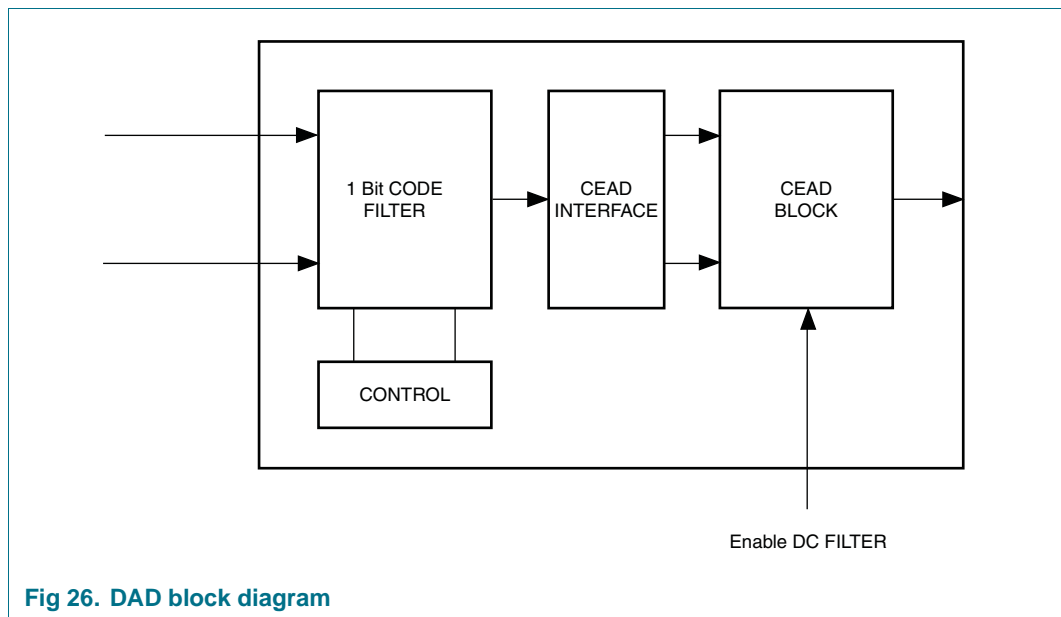 1 Bit CODE
FILTER
CEAD
INTERFACE
CEAD
BLOCK
CONTROL
Enable DC FILTER
Fig 26. DAD block diagram